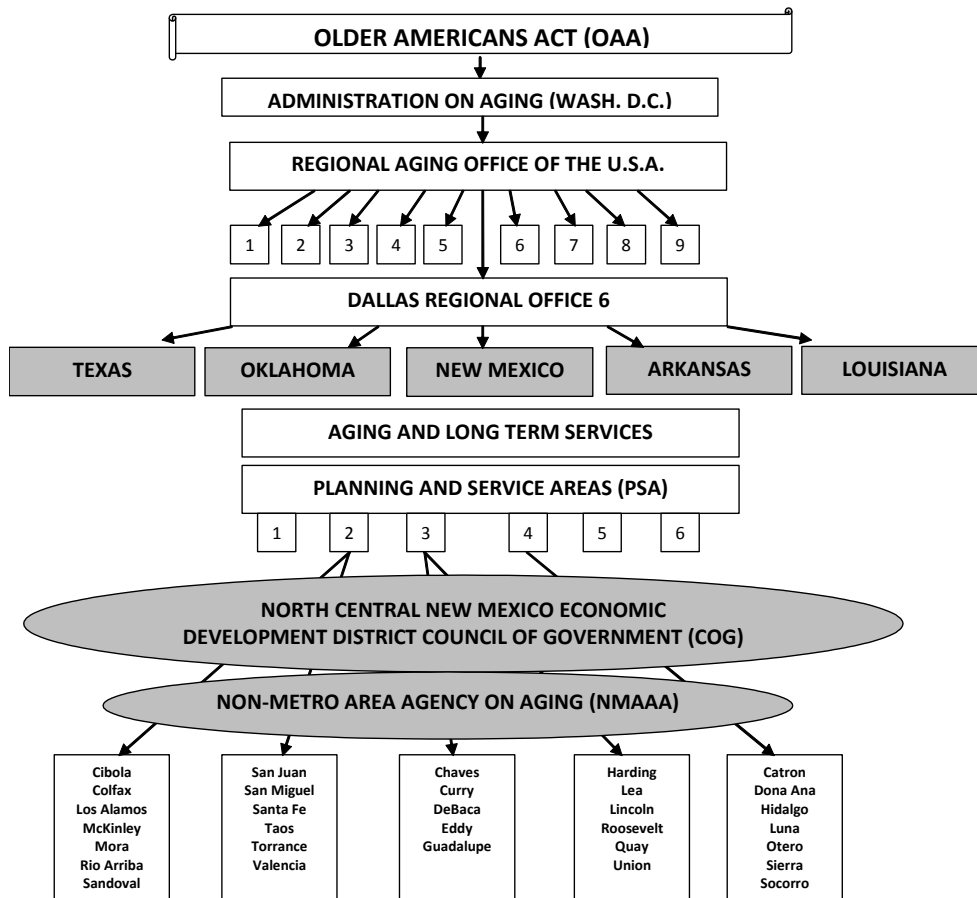 OLDER AMERICANS ACT (OAA)
ADMINISTRATION ON AGING (WASH. D.C.)
REGIONAL AGING OFFICE OF THE U.S.A.
1 2 3 4 5 6 7 8 9
DALLAS REGIONAL OFFICE 6
TEXAS OKLAHOMA NEW MEXICO ARKANSAS LOUISIANA
AGING AND LONG TERM SERVICES
PLANNING AND SERVICE AREAS (PSA)
1 2 3 4 5 6
NORTH CENTRAL NEW MEXICO ECONOMIC
DEVELOPMENT DISTRICT COUNCIL OF GOVERNMENT (COG)
NON-METRO AREA AGENCY ON AGING (NMAAA)
Cibola
Colfax
Los Alamos
McKinley
Mora
Rio Arriba
Sandoval
San Juan
San Miguel
Santa Fe
Taos
Torrance
Valencia
Chaves
Curry
DeBaca
Eddy
Guadalupe
Harding
Lea
Lincoln
Roosevelt
Quay
Union
Catron
Dona Ana
Hidalgo
Luna
Otero
Sierra
Socorro